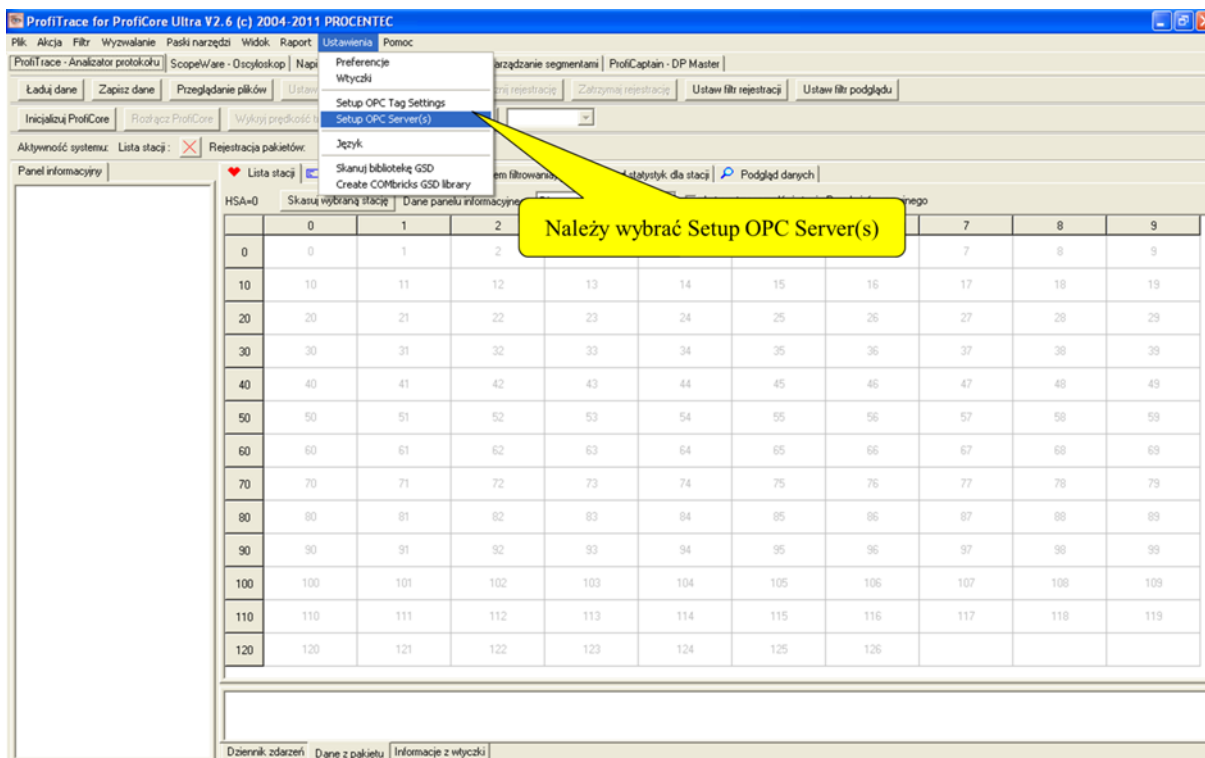 ProfiTrace for ProfiCore Ultra V2.6 (c) 2004-2011 PROCENTEC
Plik Akcja Filtr Wyzwalanie Paski narzędzi Widok Raport Ustawienia Pomoc
ProfiTrace - Analizator protokołu ScopeWare - Oscyloskop Napi arządzanie segmentami ProfiCaptain - DP Master
Preferencje
Wtyczki
Setup OPC Tag Settings
Setup OPC Server(s)
Język
Skanuj bibliotekę GSD
Create COMbricks GSD library
Ładuj dane Zapisz dane Przeglądanie plików Ustaw nij rejestrację Zatrzymaj rejestrację Ustaw filtr rejestracji Ustaw filtr podglądu
Inicjalizuj ProfiCore Rozłącz ProfiCore Wykryj prędkość
Aktywność systemu: Lista stacji: Rejestracja pakietów:
Panel informacyjny Lista stacji em filtrowania statystyk dla stacji Podgląd danych
HSA=0 Skasuj wybraną stację Dane panelu informacyjne
Należy wybrać Setup OPC Server(s)
0 1 2 7 8 9
0 0 1 2 7 8 9
10 10 11 12 13 14 15 16 17 18 19
20 20 21 22 23 24 25 26 27 28 29
30 30 31 32 33 34 35 36 37 38 39
40 40 41 42 43 44 45 46 47 48 49
50 50 51 52 53 54 55 56 57 58 59
60 60 61 62 63 64 65 66 67 68 69
70 70 71 72 73 74 75 76 77 78 79
80 80 81 82 83 84 85 86 87 88 89
90 90 91 92 93 94 95 96 97 98 99
100 100 101 102 103 104 105 106 107 108 109
110 110 111 112 113 114 115 116 117 118 119
120 120 121 122 123 124 125 126
Dziennik zdarzeń Dane z pakietu Informacje z wtyczki